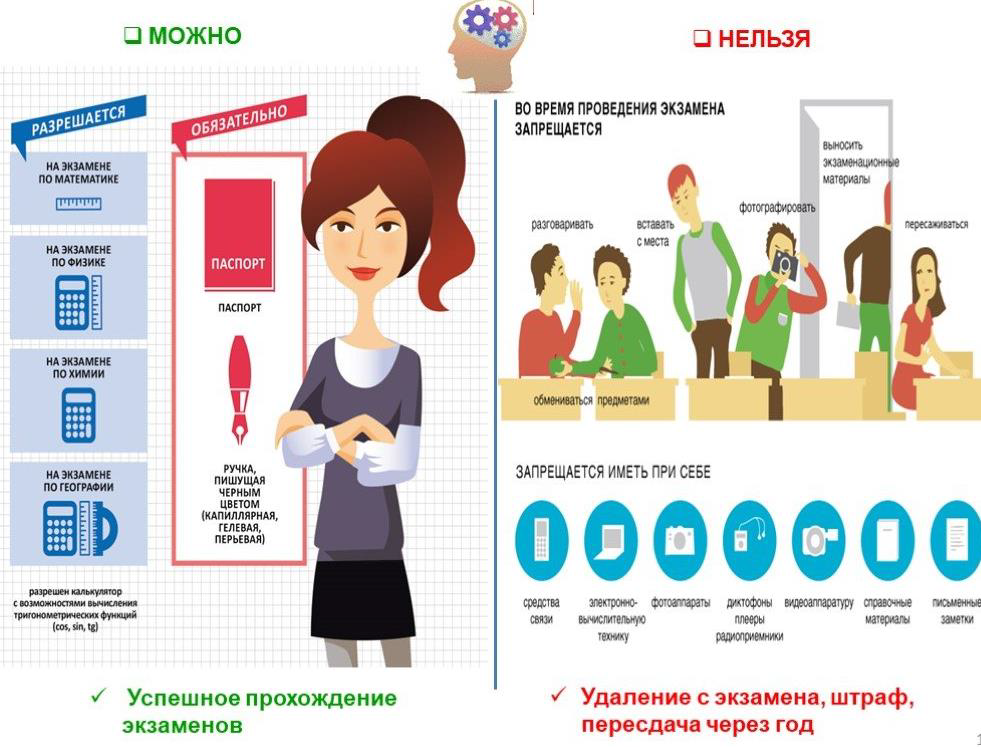 МОЖНО
НЕЛЬЗЯ
РАЗРЕШАЕТСЯ
НА ЭКЗАМЕНЕ
ПО МАТЕМАТИКЕ
НА ЭКЗАМЕНЕ
ПО ФИЗИКЕ
НА ЭКЗАМЕНЕ
ПО ХИМИИ
НА ЭКЗАМЕНЕ
ПО ГЕОГРАФИИ
разрешен калькулятор
с возможностями вычисления
тригонометрических функций
(cos, sin, tg)
ОБЯЗАТЕЛЬНО
ПАСПОРТ
ПАСПОРТ
РУЧКА,
ПИШУЩАЯ
ЧЕРНЫМ
ЦВЕТОМ
(КАПИЛЛЯРНАЯ,
ГЕЛЕВАЯ,
ПЕРЬЕВАЯ)
Успешное прохождение
экзаменов
ВО ВРЕМЯ ПРОВЕДЕНИЯ ЭКЗАМЕНА
ЗАПРЕЩАЕТСЯ
разговаривать
вставать
с места
фотографировать
выносить
экзаменационные
материалы
пересаживаться
обмениваться предметами
ЗАПРЕЩАЕТСЯ ИМЕТЬ ПРИ СЕБЕ
средства
связи
электронно-
вычислительную
технику
фотоаппараты
диктофоны
плееры
радиоприемники
видеоаппаратуру
справочные
материалы
письменные
заметки
Удаление с экзамена, штраф,
пересдача через год
1